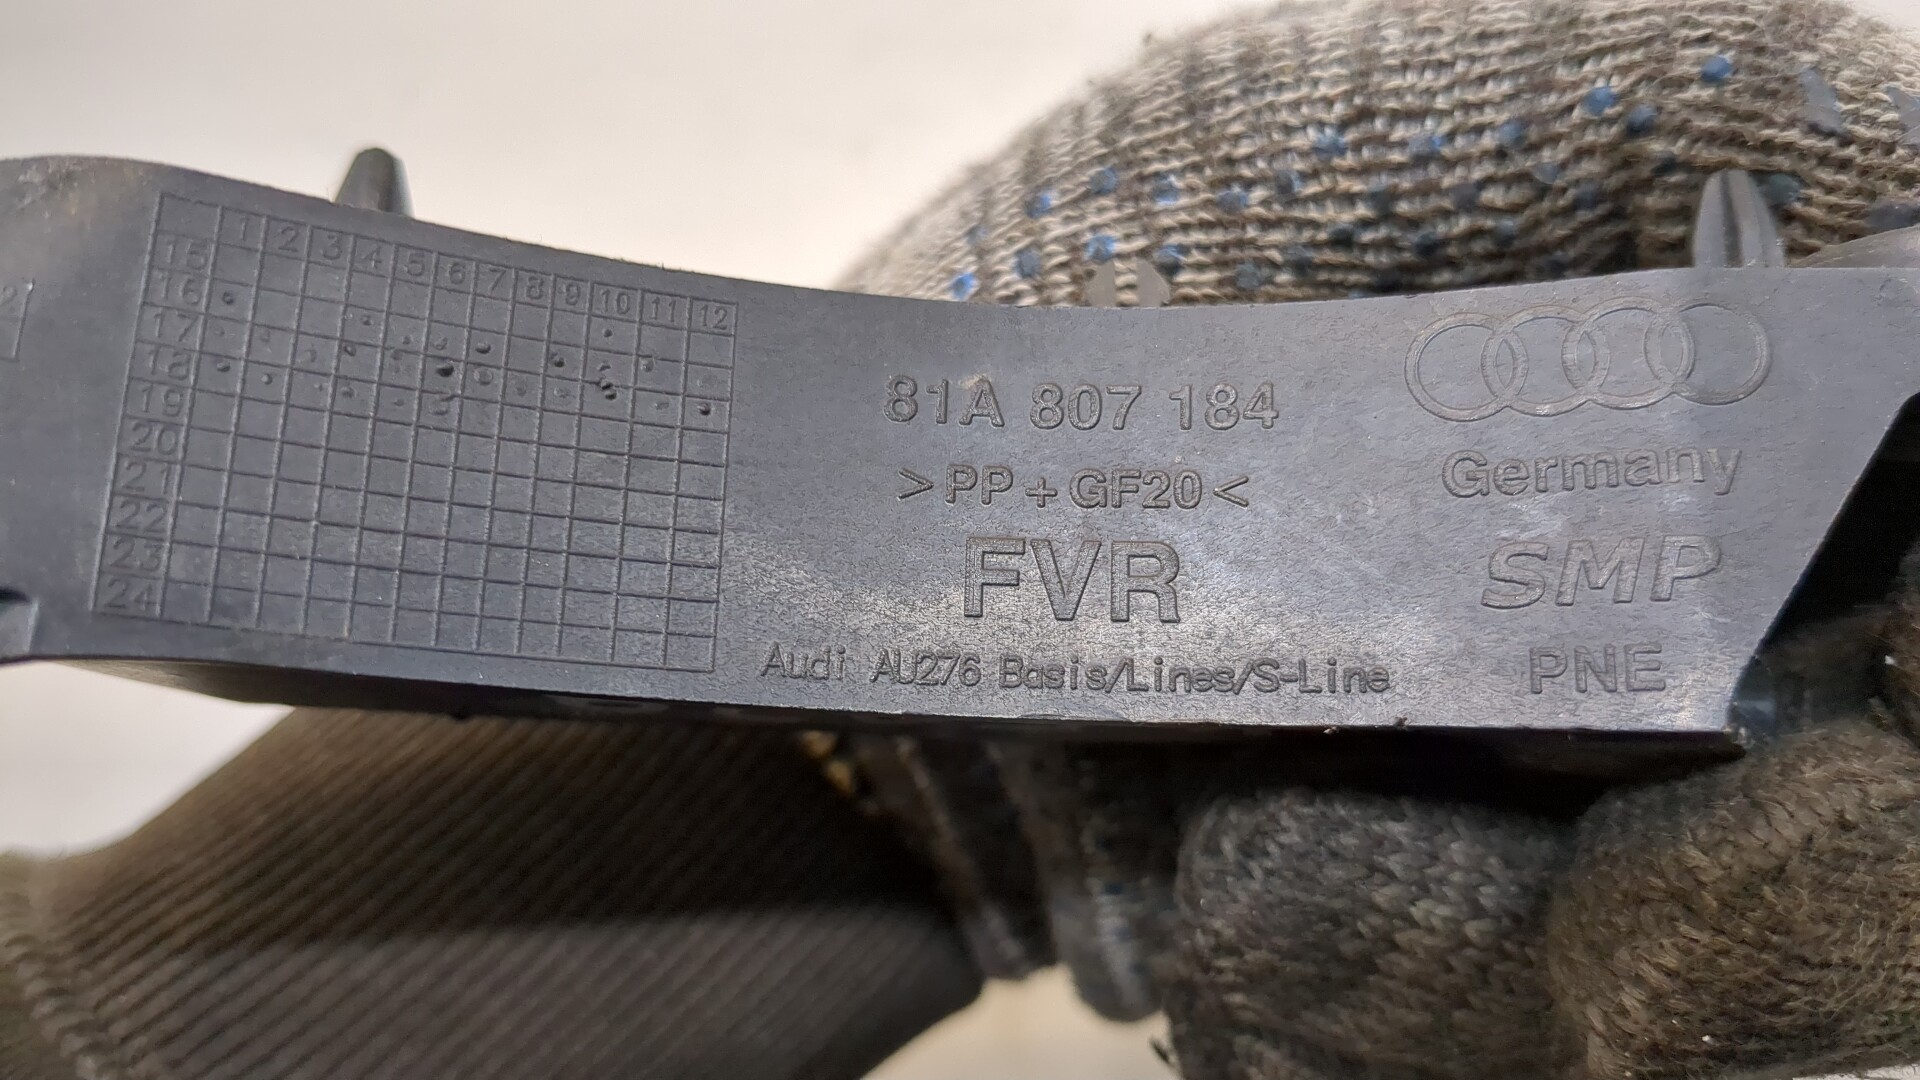 1 2 3 4 5 6 7 8 9 10 11 12
15
16
17
18
19
20
21
22
23
24
81A 807 184
>PP+GF20<
FVR
Audi AU276 Basis/Lines/S-Line
Germany
SMP
PNE